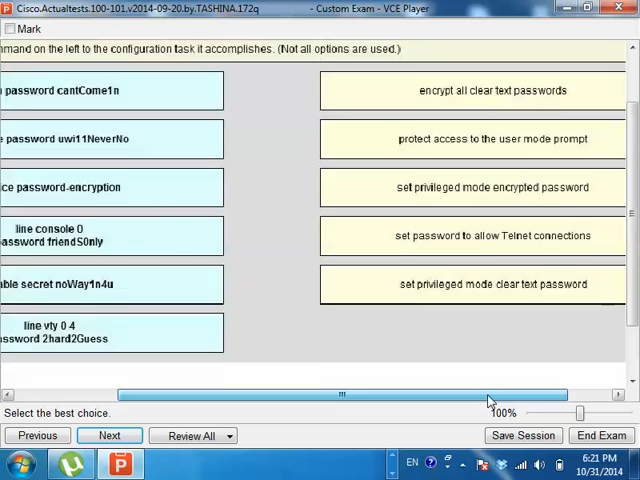 Cisco.Actualtests.100-101.v2014-09-20.by.TASHINA.172q - Custom Exam - VCE Player
Mark
mmand on the left to the configuration task it accomplishes. (Not all options are used.)
n password cantCome1n
encrypt all clear text passwords
e password uwi11NeverNo
protect access to the user mode prompt
ice password-encryption
set privileged mode encrypted password
line console 0
assword friendS0nly
set password to allow Telnet connections
able secret noWay1n4u
set privileged mode clear text password
line vty 0 4
assword 2hard2Guess
Select the best choice.
100%
Previous
Next
Review All
Save Session
End Exam
EN
6:21 PM
10/31/2014